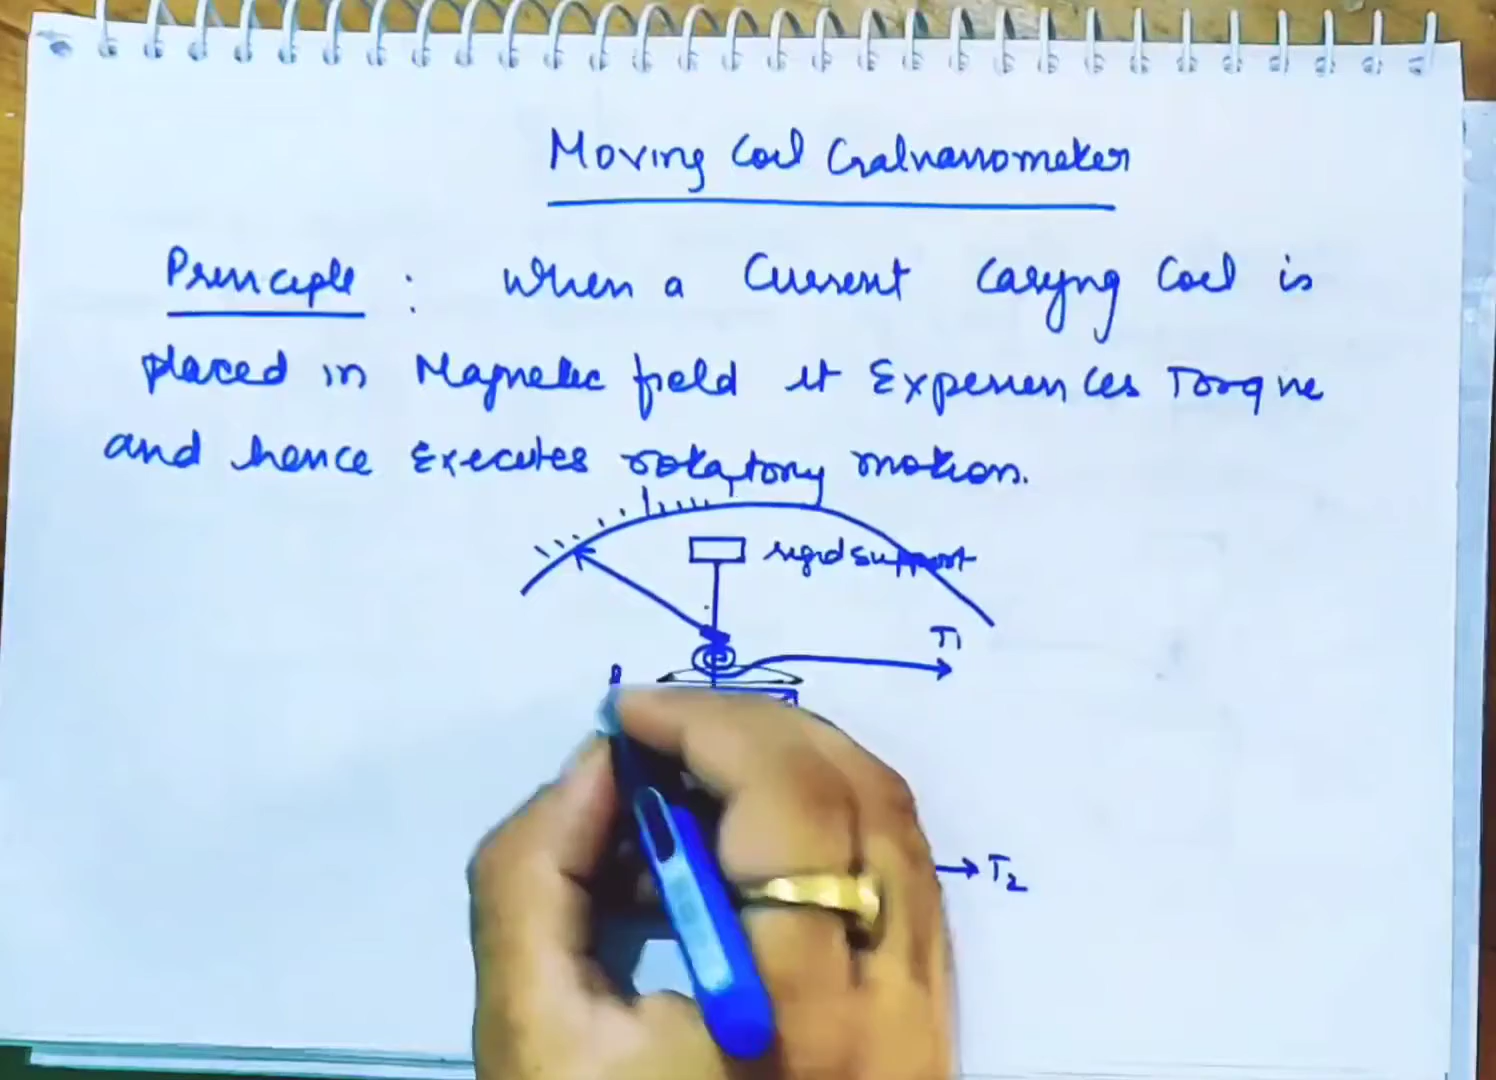 Moving Coil Galvanometer
Principle : When a Current Caryng Coil is
placed in Magnetic field it Experiences Torque
and hence Executes rotatory motion.
rigid support
T1
T2